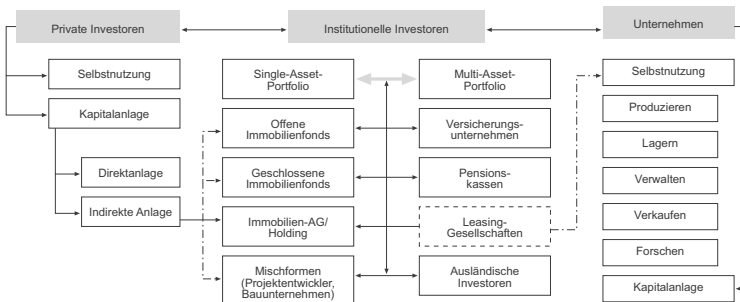 Private Investoren
Institutionelle Investoren
Unternehmen
Selbstnutzung
Kapitalanlage
Direktanlage
Indirekte Anlage
Single-Asset-
Portfolio
Offene
Immobilienfonds
Geschlossene
Immobilienfonds
Immobilien-AG/
Holding
Mischformen
(Projektentwickler,
Bauunternehmen)
Multi-Asset-
Portfolio
Versicherungs-
unternehmen
Pensions-
kassen
Leasing-
Gesellschaften
Ausländische
Investoren
Selbstnutzung
Produzieren
Lagern
Verwalten
Verkaufen
Forschen
Kapitalanlage